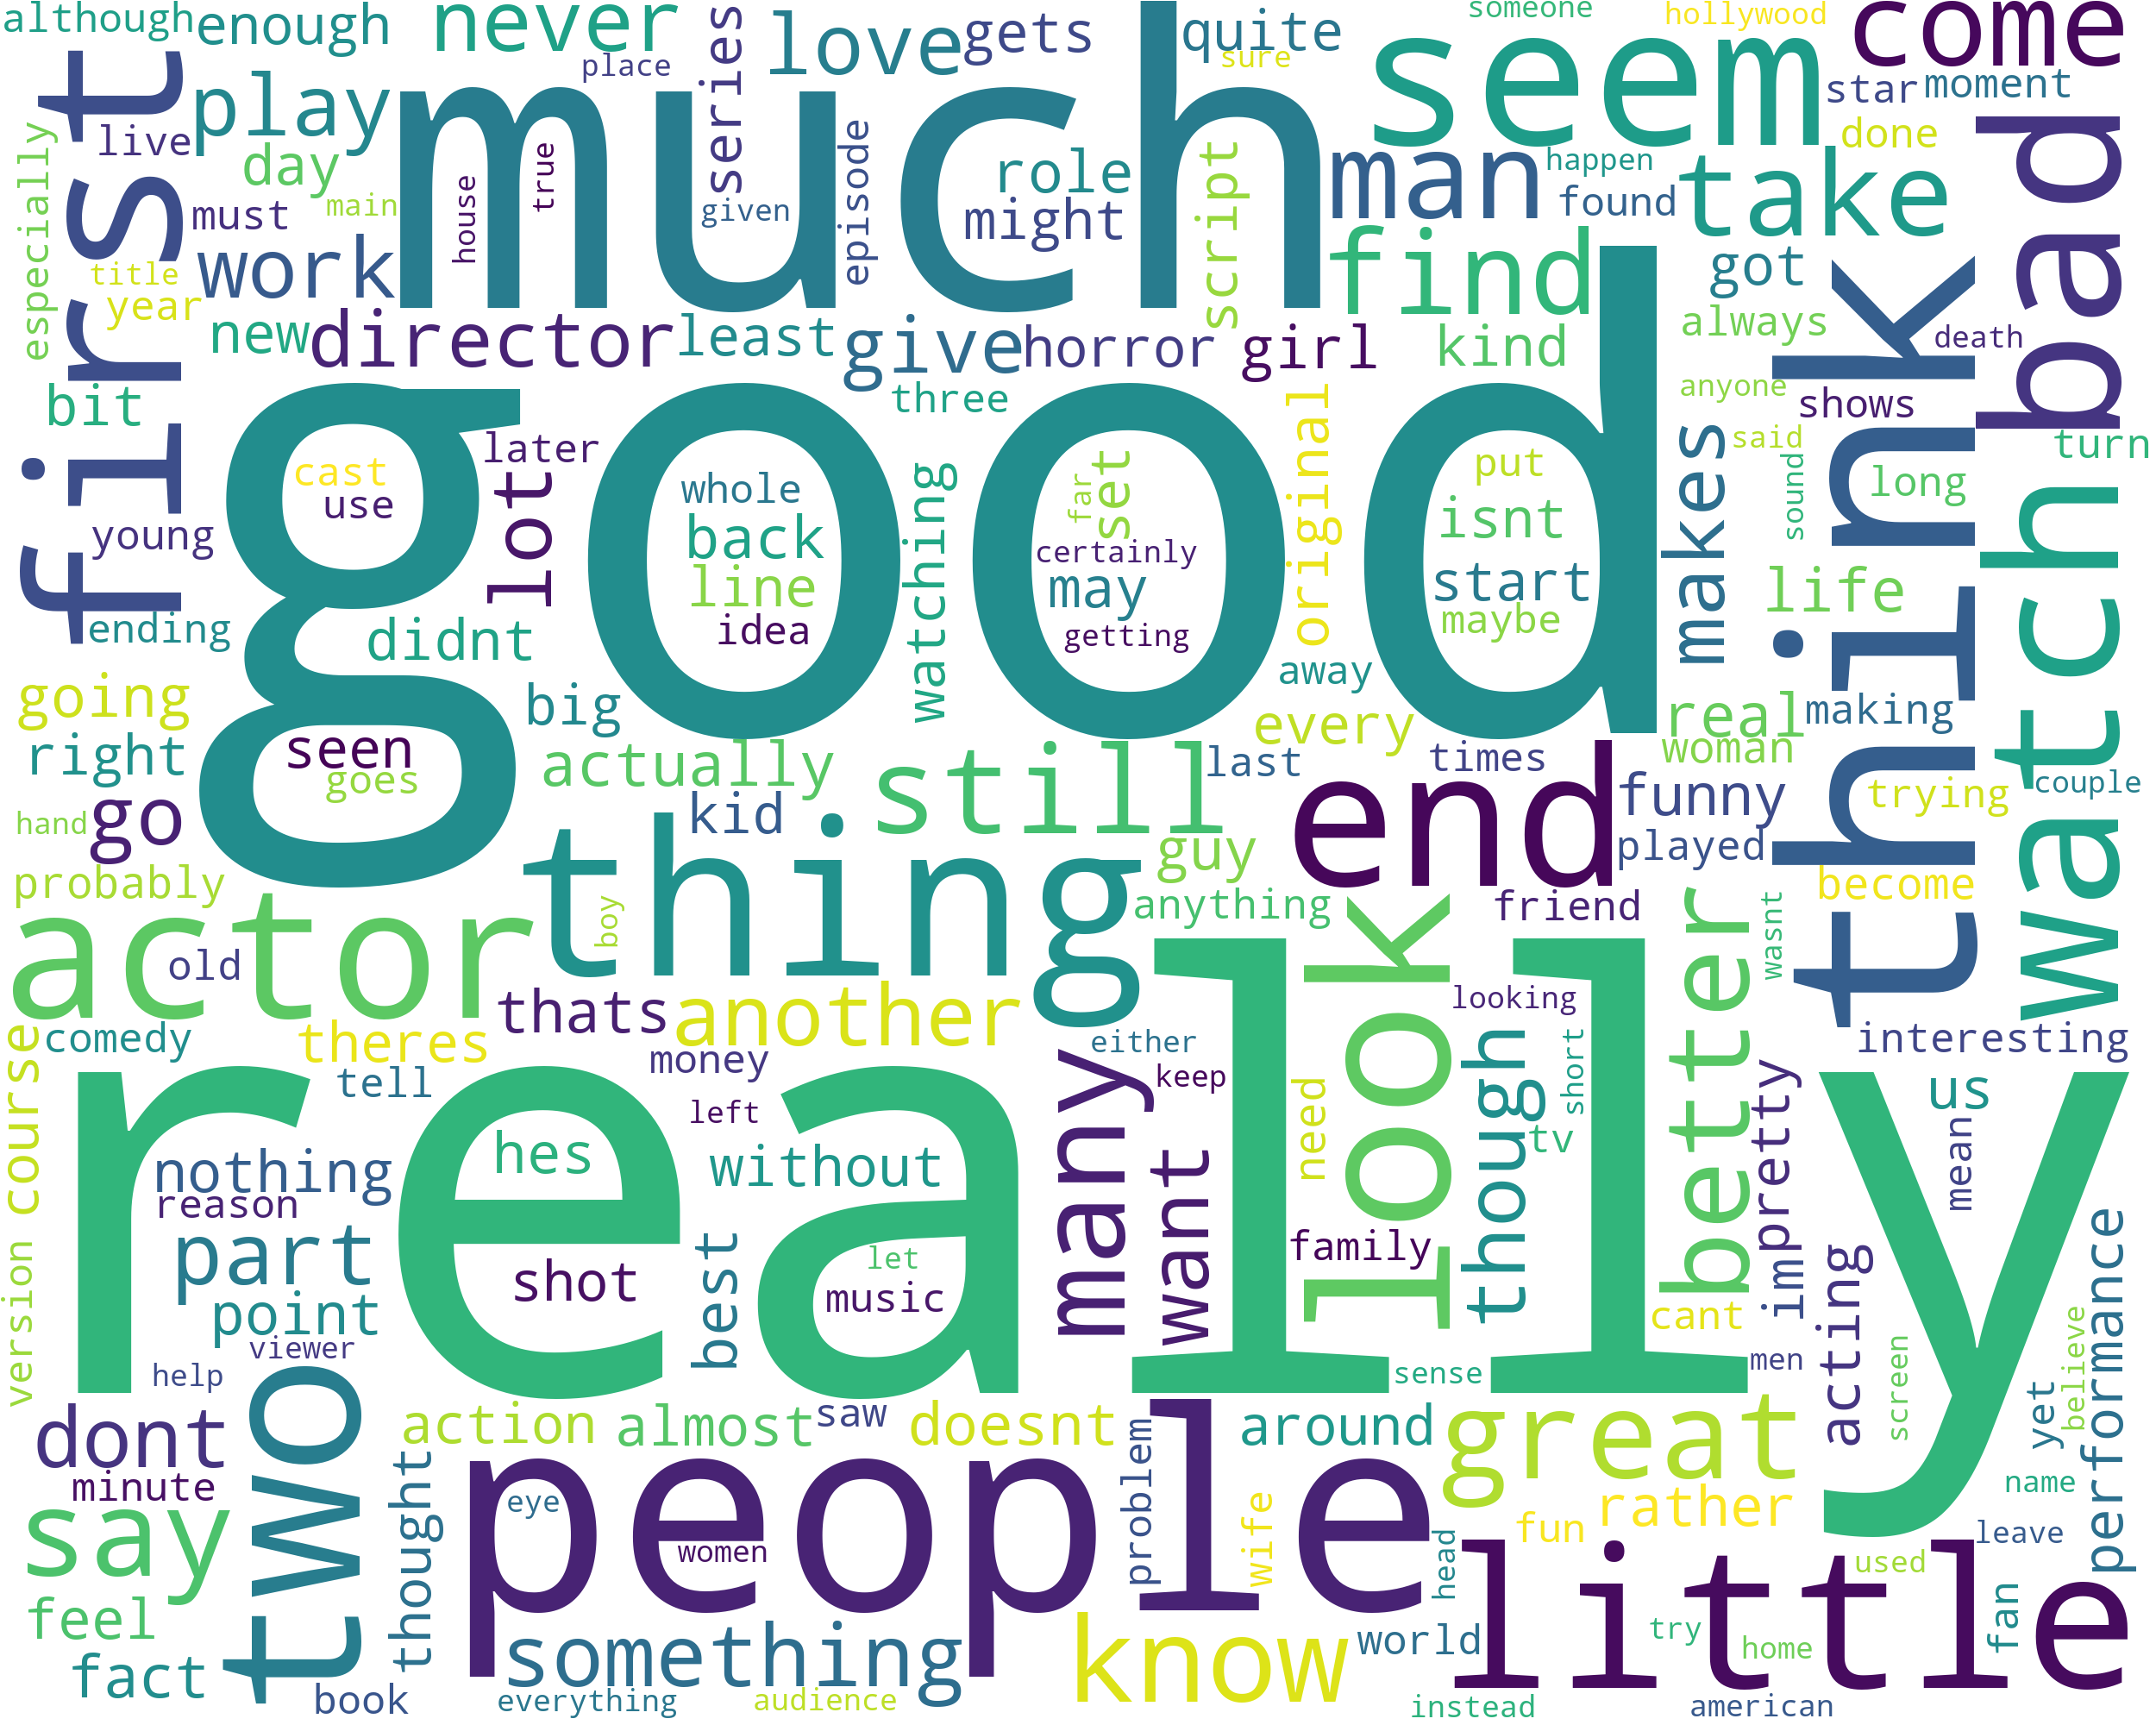 although
enough
never
love
gets
quite
someone
hollywood
come
place
sure
series
seem
star
moment
first
play
much
live
especially
day
house
true
given
episode
role
might
script
man
happen
found
take
done
bad
must
main
work
title
year
find
got
new
director
least
give
horror
girl
kind
always
death
think
bit
good
three
original
anyone
shows
later
lot
cast
use
whole
back
line
idea
watching
far
set
certainly
may
getting
put
isnt
start
maybe
makes
said
sound
long
turn
watch
young
ending
didnt
life
going
right
big
away
every
real
making
seen
goes
actually
still
last
times
woman
hand
go
kid
end
funny
trying
couple
probably
thing
guy
played
actor
boy
anything
look
friend
better
become
wasnt
old
thats
another
looking
interesting
comedy
theres
money
either
though
short
course
tell
many
keep
need
tv
us
really
left
pretty
mean
nothing
hes
without
want
reason
part
shot
best
let
music
family
performance
version
point
viewer
help
cant
imp
acting
men
believe
screen
sense
two
dont
action
almost
saw
doesnt
around
great
yet
minute
thought
people
problem
name
say
eye
women
wife
head
fun
rather
leave
little
used
feel
something
know
world
try
home
fan
fact
book
everything
audience
instead
american